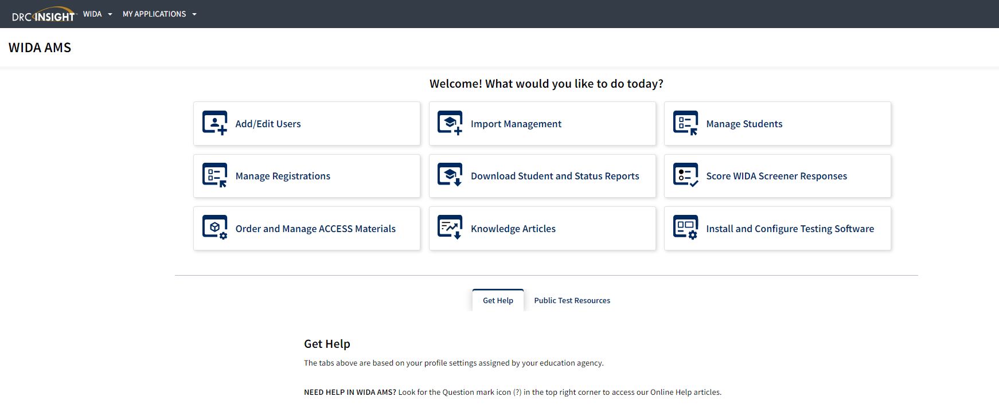 DRC INSIGHT WIDA MY APPLICATIONS
WIDA AMS
Welcome! What would you like to do today?
Add/Edit Users
Import Management
Manage Students
Manage Registrations
Download Student and Status Reports
Score WIDA Screener Responses
Order and Manage ACCESS Materials
Knowledge Articles
Install and Configure Testing Software
Get Help
Public Test Resources
Get Help
The tabs above are based on your profile settings assigned by your education agency.
NEED HELP IN WIDA AMS? Look for the Question mark icon (?) in the top right corner to access our Online Help articles.